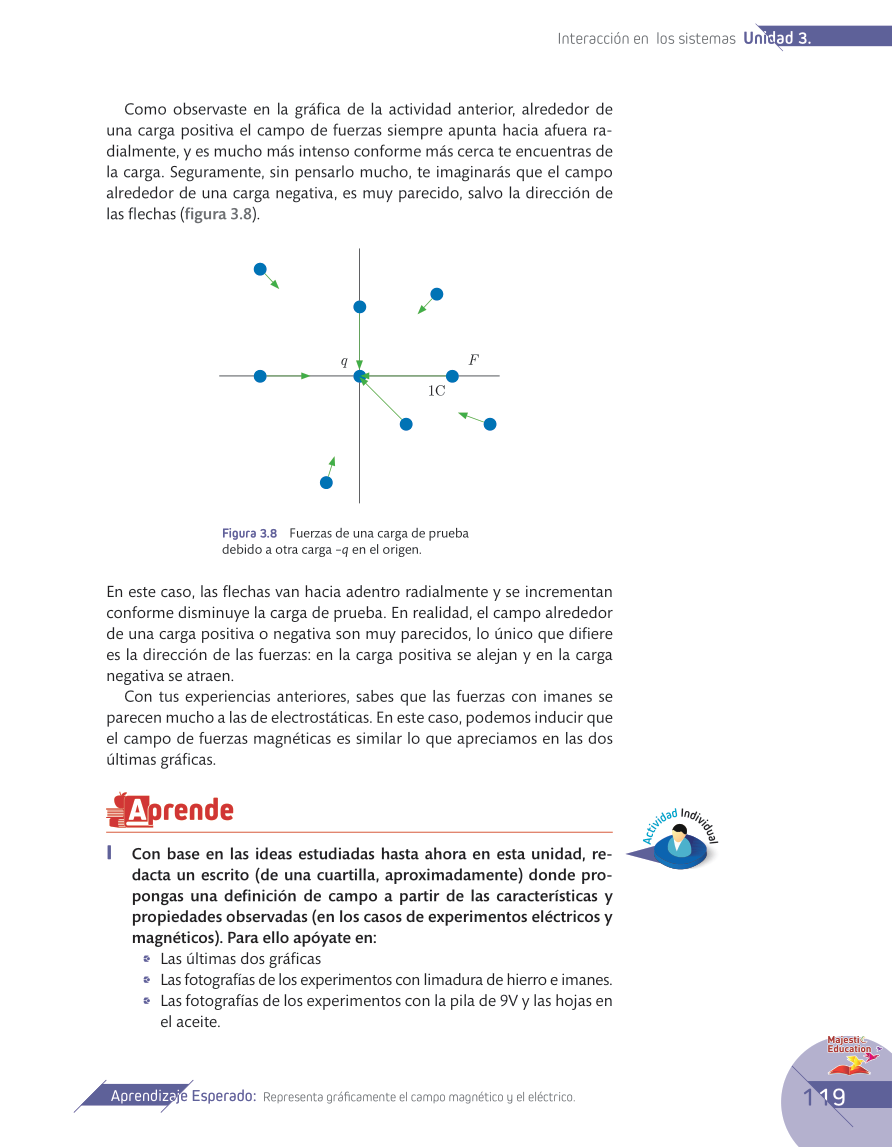 Interacción en los sistemas Unidad 3.
Como observaste en la gráfica de la actividad anterior, alrededor de
una carga positiva el campo de fuerzas siempre apunta hacia afuera ra-
dialmente, y es mucho más intenso conforme más cerca te encuentras de
la carga. Seguramente, sin pensarlo mucho, te imaginarás que el campo
alrededor de una carga negativa, es muy parecido, salvo la dirección de
las flechas (figura 3.8).
q
F
1C
Figura 3.8 Fuerzas de una carga de prueba
debido a otra carga –q en el origen.
En este caso, las flechas van hacia adentro radialmente y se incrementan
conforme disminuye la carga de prueba. En realidad, el campo alrededor
de una carga positiva o negativa son muy parecidos, lo único que difiere
es la dirección de las fuerzas: en la carga positiva se alejan y en la carga
negativa se atraen.
Con tus experiencias anteriores, sabes que las fuerzas con imanes se
parecen mucho a las de electrostáticas. En este caso, podemos inducir que
el campo de fuerzas magnéticas es similar lo que apreciamos en las dos
últimas gráficas.
Aprende
Actividad Individual
I Con base en las ideas estudiadas hasta ahora en esta unidad, re-
dacta un escrito (de una cuartilla, aproximadamente) donde pro-
pongas una definición de campo a partir de las características y
propiedades observadas (en los casos de experimentos eléctricos y
magnéticos). Para ello apóyate en:
Las últimas dos gráficas
Las fotografías de los experimentos con limadura de hierro e imanes.
Las fotografías de los experimentos con la pila de 9V y las hojas en
el aceite.
Majestic
Education
Aprendizaje Esperado: Representa gráficamente el campo magnético y el eléctrico.
119